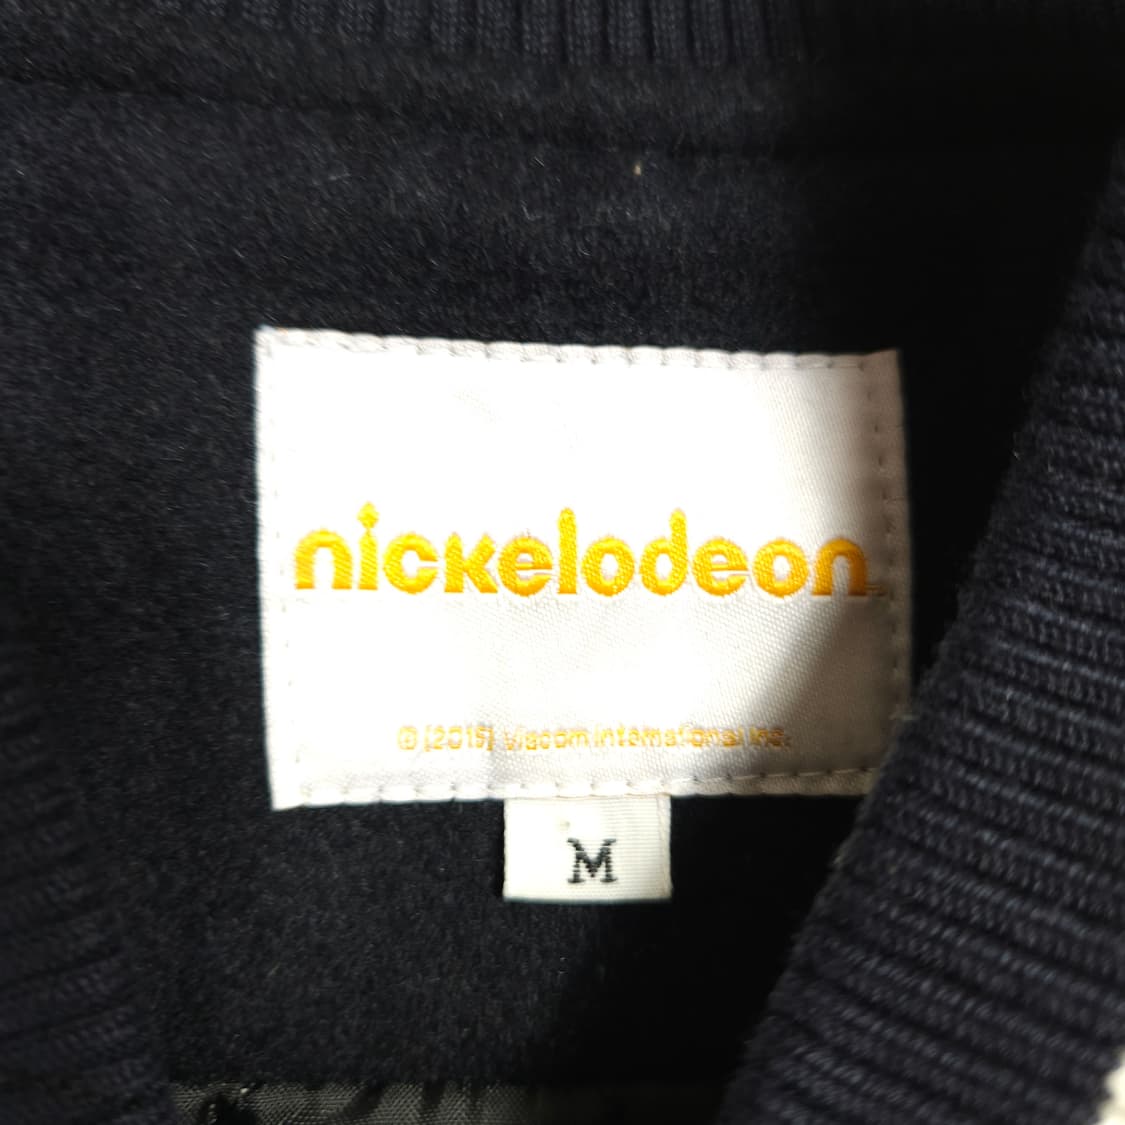 nickelodeon
© [2015] Viacom International Inc.
M